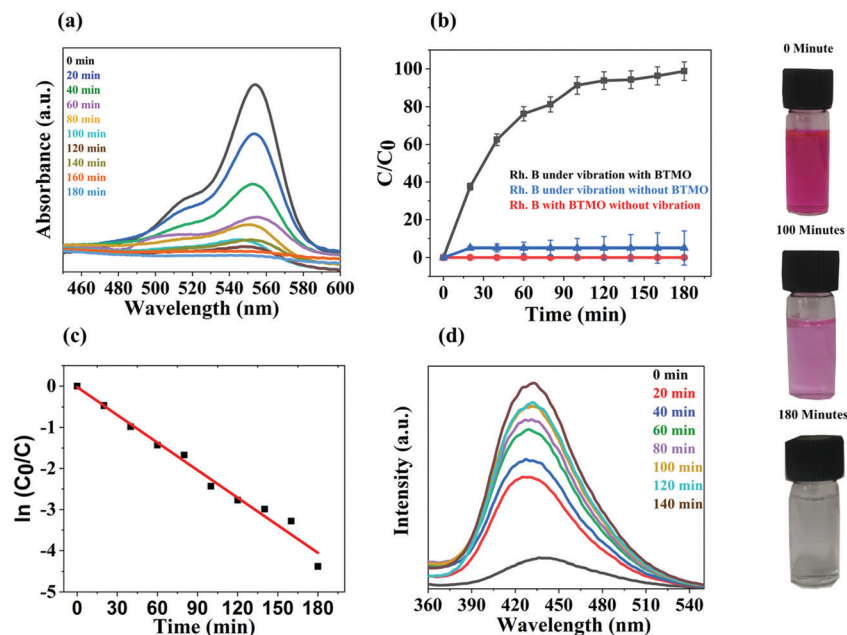 (a)
0 min
20 min
40 min
60 min
80 min
100 min
120 min
140 min
160 min
180 min
Absorbance (a.u.)
460 480 500 520 540 560 580 600
Wavelength (nm)
(b)
100
80
60
40
20
0
C/C0
Rh. B under vibration with BTMO
Rh. B under vibration without BTMO
Rh. B with BTMO without vibration
0 30 60 90 120 150 180
Time (min)
0 Minute
100 Minutes
180 Minutes
(c)
0
-1
-2
-3
-4
-5
ln (C0/C)
0 30 60 90 120 150 180
Time (min)
(d)
0 min
20 min
40 min
60 min
80 min
100 min
120 min
140 min
Intensity (a.u.)
360 390 420 450 480 510 540
Wavelength (nm)